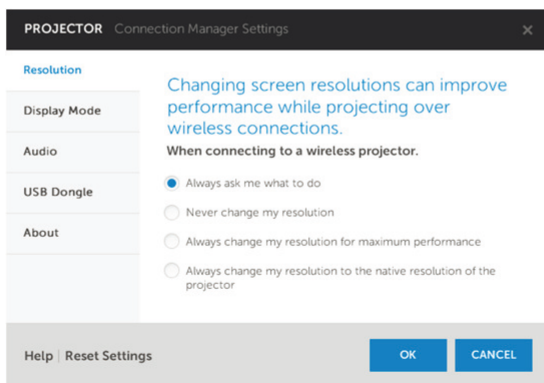 PROJECTOR Connection Manager Settings
Resolution
Display Mode
Audio
USB Dongle
About
Changing screen resolutions can improve
performance while projecting over
wireless connections.
When connecting to a wireless projector.
Always ask me what to do
Never change my resolution
Always change my resolution for maximum performance
Always change my resolution to the native resolution of the
projector
Help | Reset Settings
OK
CANCEL